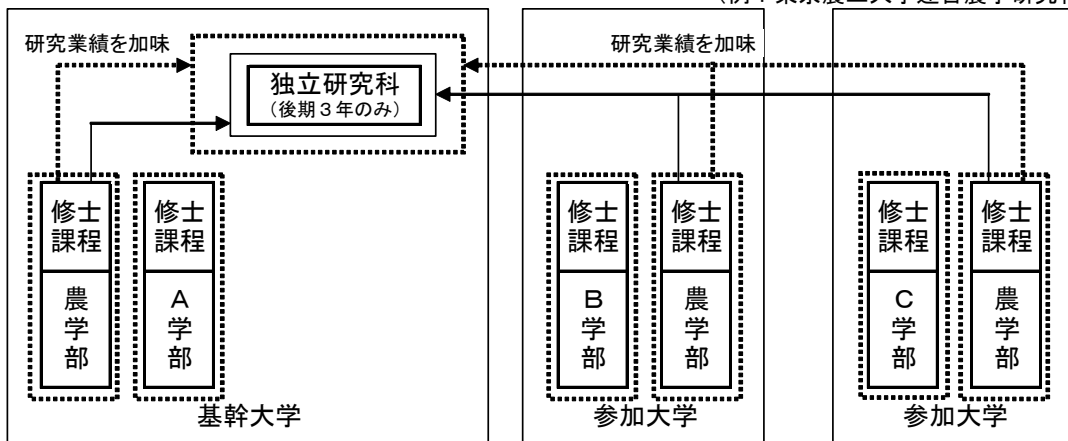 研究業績を加味
研究業績を加味
独立研究科
（後期３年のみ）
修士
課程
農
学
部
修士
課程
Ａ
学
部
修士
課程
Ｂ
学
部
修士
課程
農
学
部
修士
課程
Ｃ
学
部
修士
課程
農
学
部
基幹大学
参加大学
参加大学